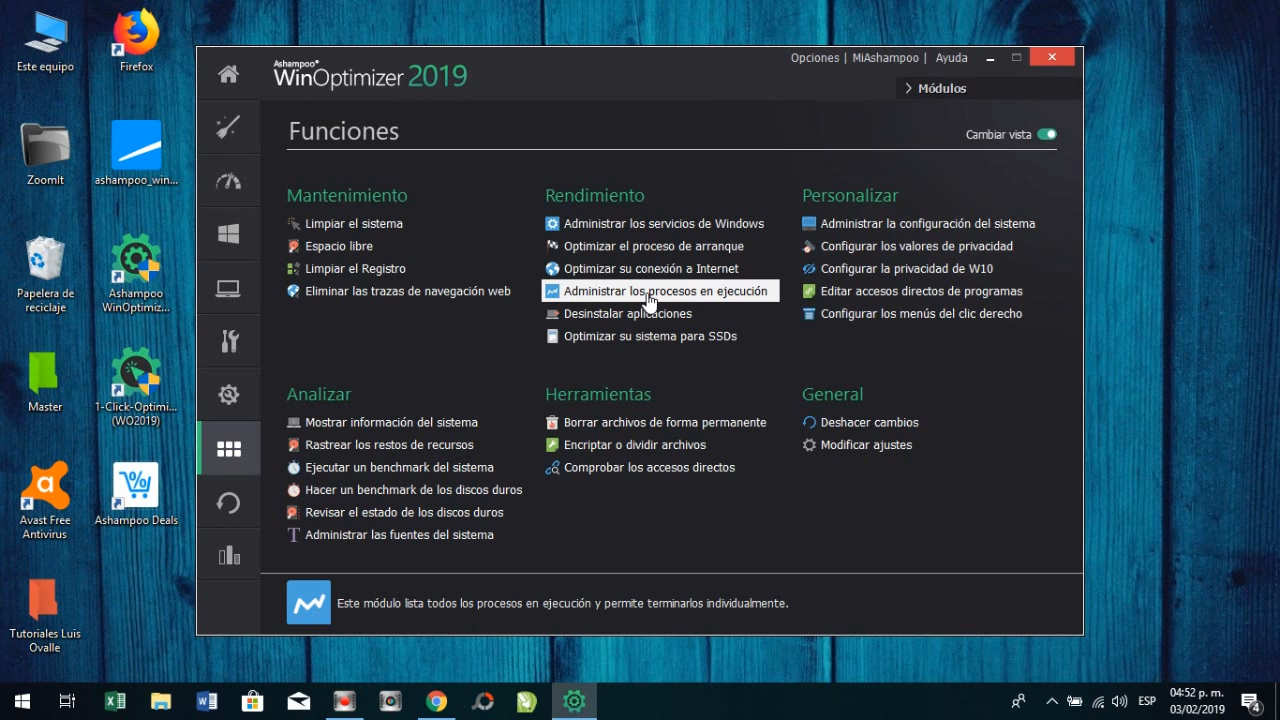 Este equipo
Firefox
ZoomIt
ashampoo_win...
Papelera de
reciclaje
Ashampoo
WinOptimiz...
Master
1-Click-Optimi...
(WO2019)
Avast Free
Antivirus
Ashampoo Deals
Tutoriales Luis
Ovalle
Ashampoo®
WinOptimizer 2019
Opciones | MiAshampoo | Ayuda
Módulos
Funciones
Cambiar vista
Mantenimiento
Limpiar el sistema
Espacio libre
Limpiar el Registro
Eliminar las trazas de navegación web
Rendimiento
Administrar los servicios de Windows
Optimizar el proceso de arranque
Optimizar su conexión a Internet
Administrar los procesos en ejecución
Desinstalar aplicaciones
Optimizar su sistema para SSDs
Personalizar
Administrar la configuración del sistema
Configurar los valores de privacidad
Configurar la privacidad de W10
Editar accesos directos de programas
Configurar los menús del clic derecho
Analizar
Mostrar información del sistema
Rastrear los restos de recursos
Ejecutar un benchmark del sistema
Hacer un benchmark de los discos duros
Revisar el estado de los discos duros
Administrar las fuentes del sistema
Herramientas
Borrar archivos de forma permanente
Encriptar o dividir archivos
Comprobar los accesos directos
General
Deshacer cambios
Modificar ajustes
Este módulo lista todos los procesos en ejecución y permite terminarlos individualmente.
ESP
04:52 p. m.
03/02/2019
4